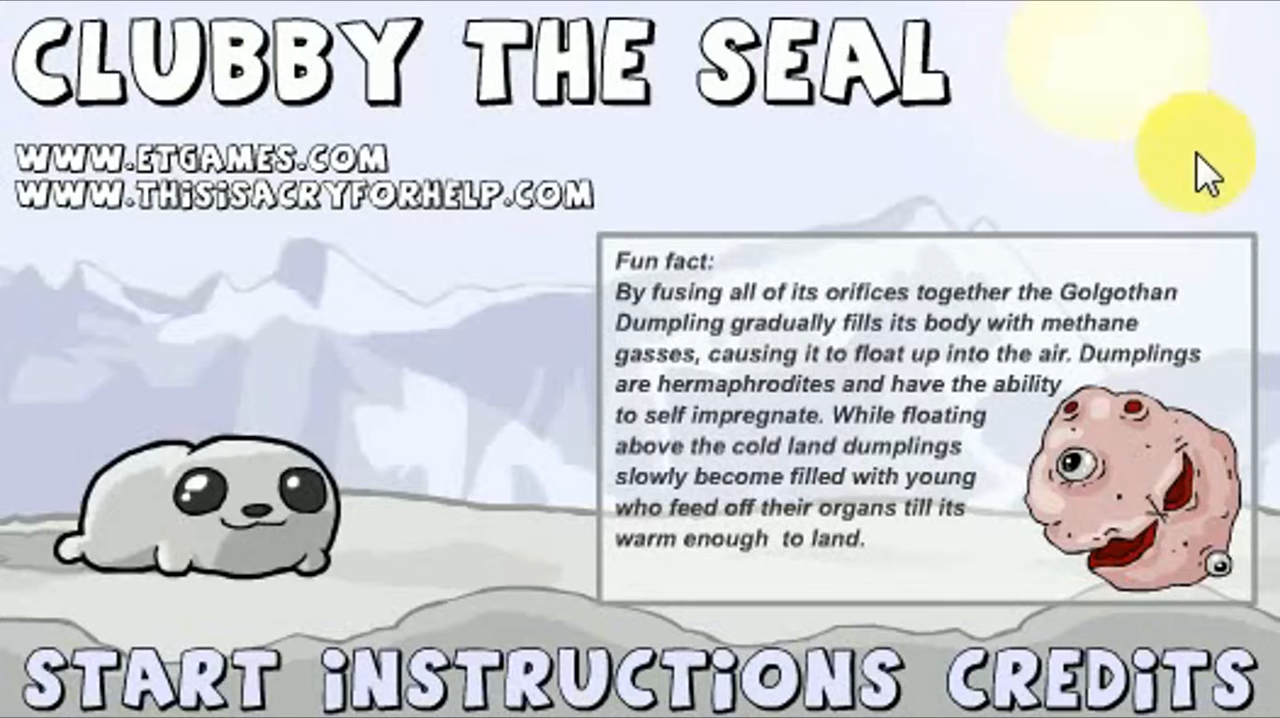 CLUBBY THE SEAL
WWW.ETGAMES.COM
WWW.THISISACRYFORHELP.COM
Fun fact:
By fusing all of its orifices together the Golgothan
Dumpling gradually fills its body with methane
gasses, causing it to float up into the air. Dumplings
are hermaphrodites and have the ability
to self impregnate. While floating
above the cold land dumplings
slowly become filled with young
who feed off their organs till its
warm enough to land.
START INSTRUCTIONS CREDITS